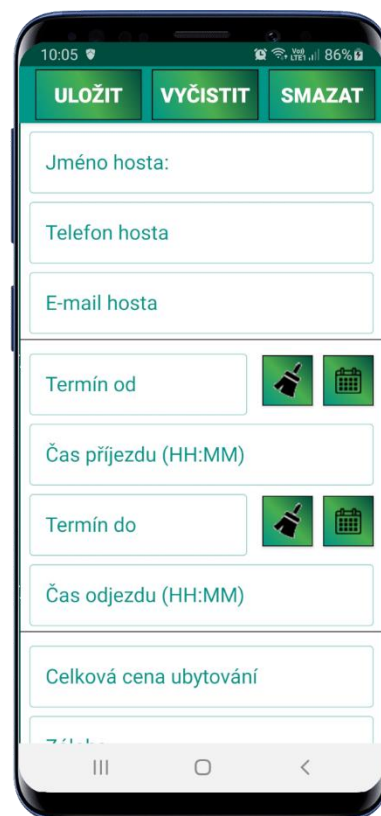 10:05 86%
ULOŽIT VYČISTIT SMAZAT
Jméno hosta:
Telefon hosta
E-mail hosta
Termín od
Čas příjezdu (HH:MM)
Termín do
Čas odjezdu (HH:MM)
Celková cena ubytování